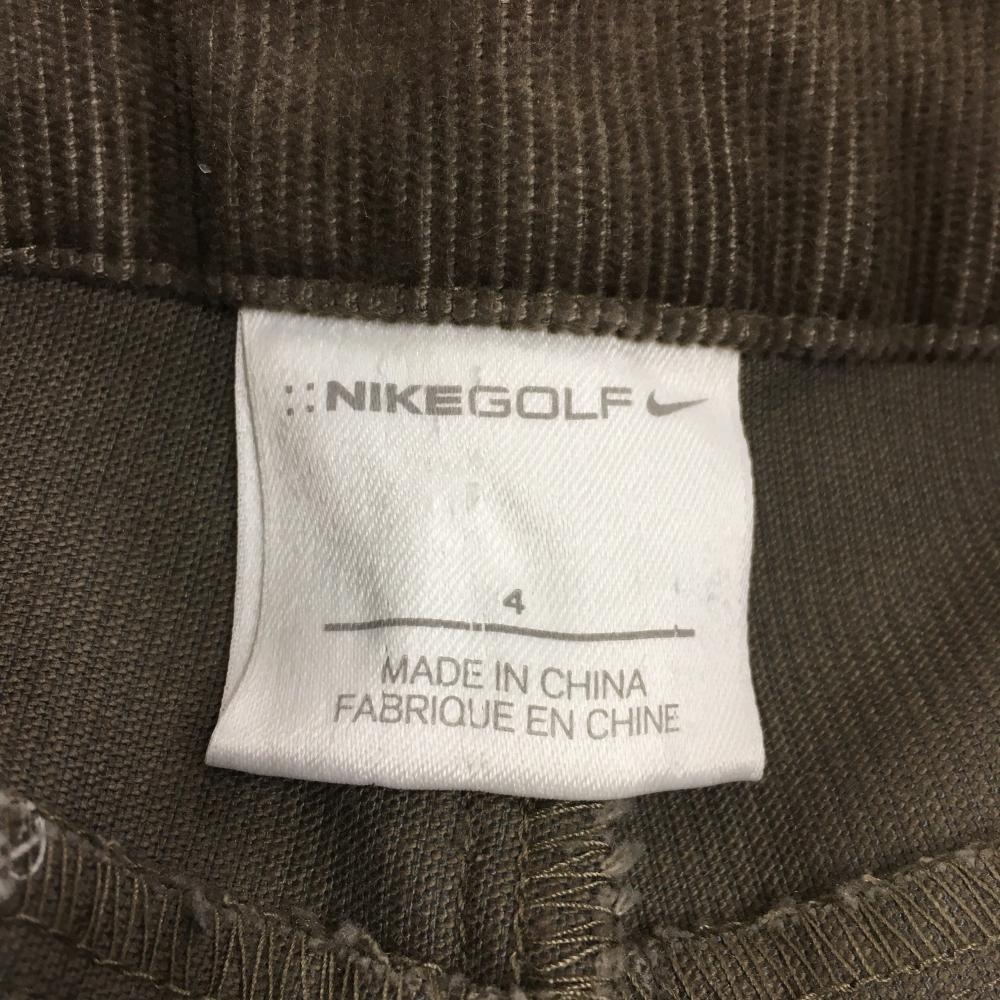 NIKEGOLF
4
MADE IN CHINA
FABRIQUE EN CHINE